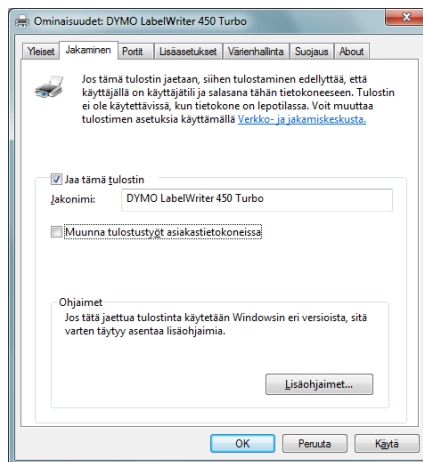 Ominaisuudet: DYMO LabelWriter 450 Turbo
Yleiset Jakaminen Portit Lisäasetukset Värienhallinta Suojaus About
Jos tämä tulostin jaetaan, siihen tulostaminen edellyttää, että
käyttäjällä on käyttäjätili ja salasana tähän tietokoneeseen. Tulostin
ei ole käytettävissä, kun tietokone on lepotilassa. Voit muuttaa
tulostimen asetuksia käyttämällä Verkko- ja jakamiskeskusta.
Jaa tämä tulostin
Jakonimi: DYMO LabelWriter 450 Turbo
Muunna tulostustyöt asiakastietokoneissa
Ohjaimet
Jos tätä jaettua tulostinta käytetään Windowsin eri versioista, sitä
varten täytyy asentaa lisäohjaimia.
Lisäohjaimet...
OK Peruuta Käytä